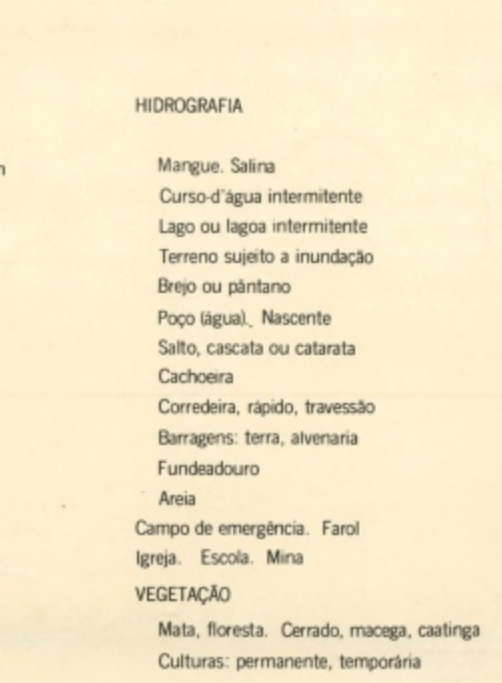 HIDROGRAFIA
Mangue. Salina
Curso-d'água intermitente
Lago ou lagoa intermitente
Terreno sujeito a inundação
Brejo ou pântano
Poço (água). Nascente
Salto, cascata ou catarata
Cachoeira
Corredeira, rápido, travessão
Barragens: terra, alvenaria
Fundeadouro
Areia
Campo de emergência. Farol
Igreja. Escola. Mina
VEGETAÇÃO
Mata, floresta. Cerrado, macega, caatinga
Culturas: permanente, temporária